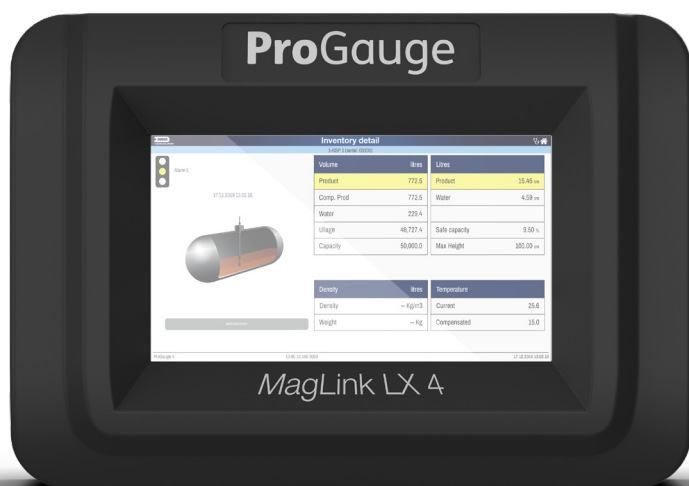 ProGauge
Inventory detail
Alarm 1
Volume litres
Product 772.5
Comp. Prod 772.5
Water 229.4
Ullage 46,727.4
Capacity 50,000.0
Litres
Product 15.45 cm
Water 4.59 cm
Safe capacity 9.50 %
Max Height 100.00 cm
Density litres
Density -- Kg/m3
Weight -- Kg
Temperature
Current 25.6
Compensated 15.0
MagLink LX 4